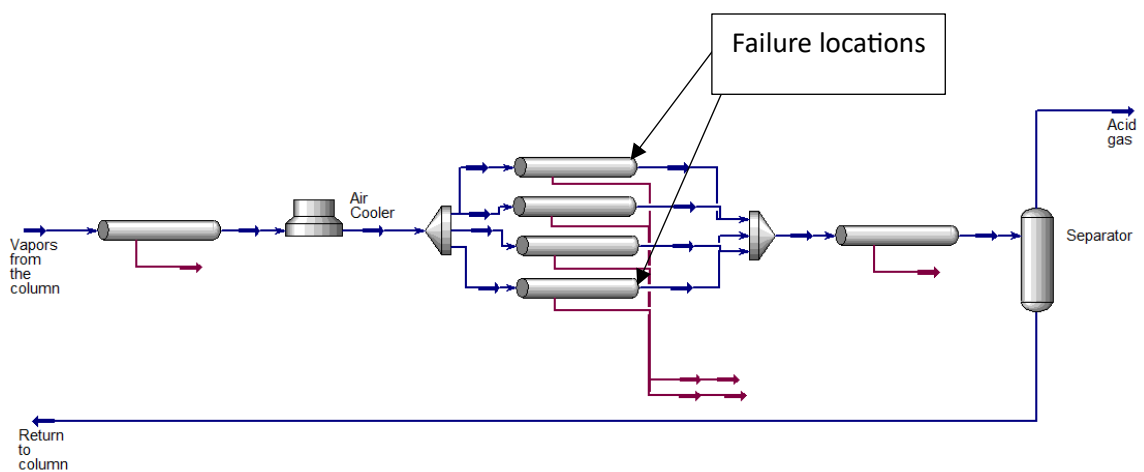 Failure locations
Acid
gas
Air
Cooler
Vapors
from
the
column
Separator
Return
to
column